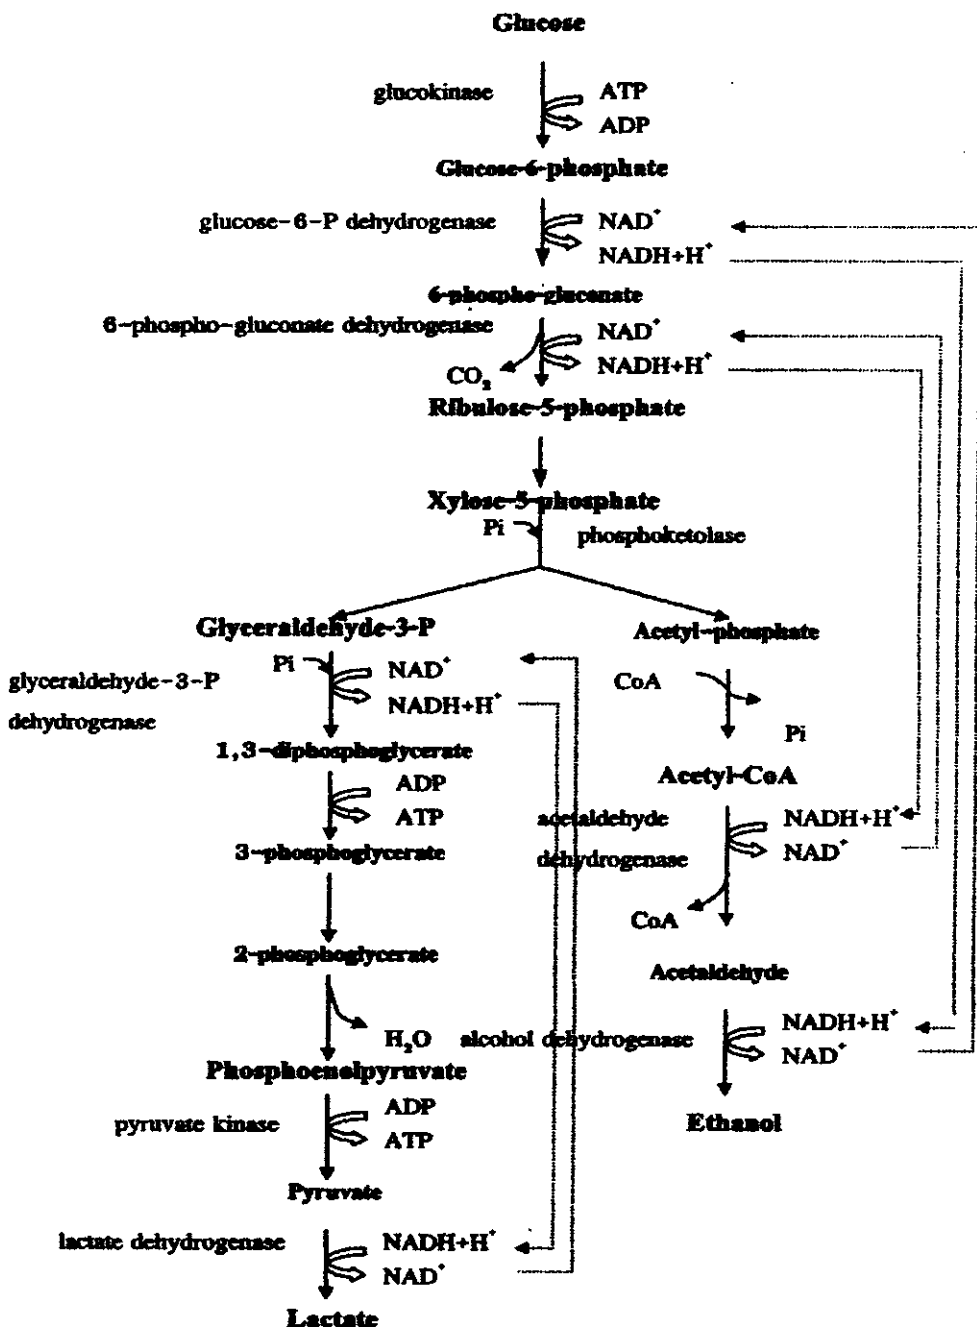 Glucose
glucokinase
ATP
ADP
Glucose-6-phosphate
glucose-6-P dehydrogenase
NAD⁺
NADH+H⁺
6-phospho-gluconate
6-phospho-gluconate dehydrogenase
NAD⁺
NADH+H⁺
CO₂
Ribulose-5-phosphate
Xylose-5-phosphate
Pi
phosphoketolase
Glyceraldehyde-3-P
Pi
NAD⁺
NADH+H⁺
glyceraldehyde-3-P
dehydrogenase
1,3-diphosphoglycerate
ADP
ATP
3-phosphoglycerate
2-phosphoglycerate
H₂O
Phosphoenolpyruvate
pyruvate kinase
ADP
ATP
Pyruvate
lactate dehydrogenase
NADH+H⁺
NAD⁺
Lactate
Acetyl-phosphate
CoA
Pi
Acetyl-CoA
acetaldehyde
dehydrogenase
NADH+H⁺
NAD⁺
CoA
Acetaldehyde
alcohol dehydrogenase
NADH+H⁺
NAD⁺
Ethanol